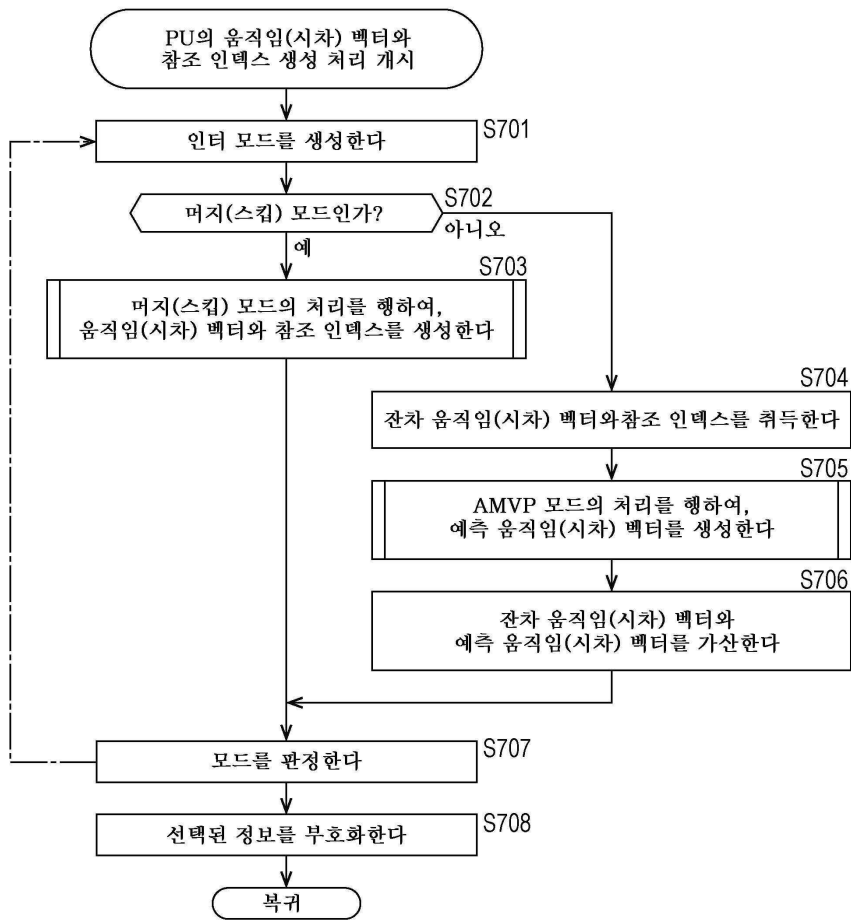 PU의 움직임(시차) 벡터와
참조 인덱스 생성 처리 개시
S701
인터 모드를 생성한다
S702
머지(스킵) 모드인가?
아니오
예
S703
머지(스킵) 모드의 처리를 행하여,
움직임(시차) 벡터와 참조 인덱스를 생성한다
S704
잔차 움직임(시차) 벡터와참조 인덱스를 취득한다
S705
AMVP 모드의 처리를 행하여,
예측 움직임(시차) 벡터를 생성한다
S706
잔차 움직임(시차) 벡터와
예측 움직임(시차) 벡터를 가산한다
S707
모드를 판정한다
S708
선택된 정보를 부호화한다
복귀